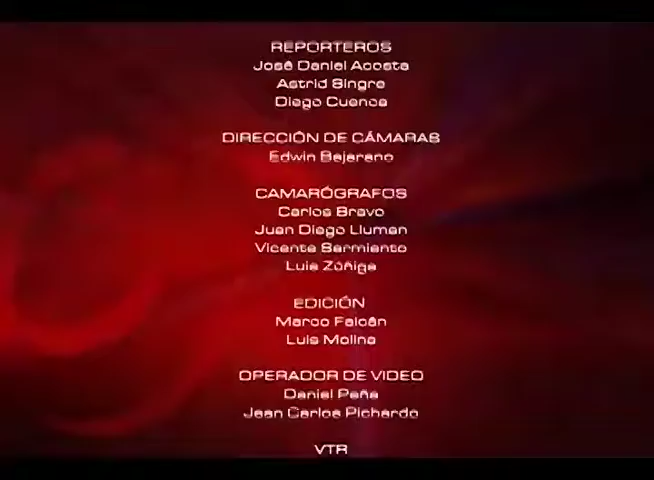 REPORTEROS
José Daniel Acosta
Astrid Singre
Diego Cuenca
DIRECCIÓN DE CÁMARAS
Edwin Bejarano
CAMARÓGRAFOS
Carlos Bravo
Juan Diego Lluman
Vicente Sarmiento
Luis Zúñiga
EDICIÓN
Marco Falcán
Luis Molina
OPERADOR DE VIDEO
Daniel Peña
Jean Carlos Pichardo
VTR